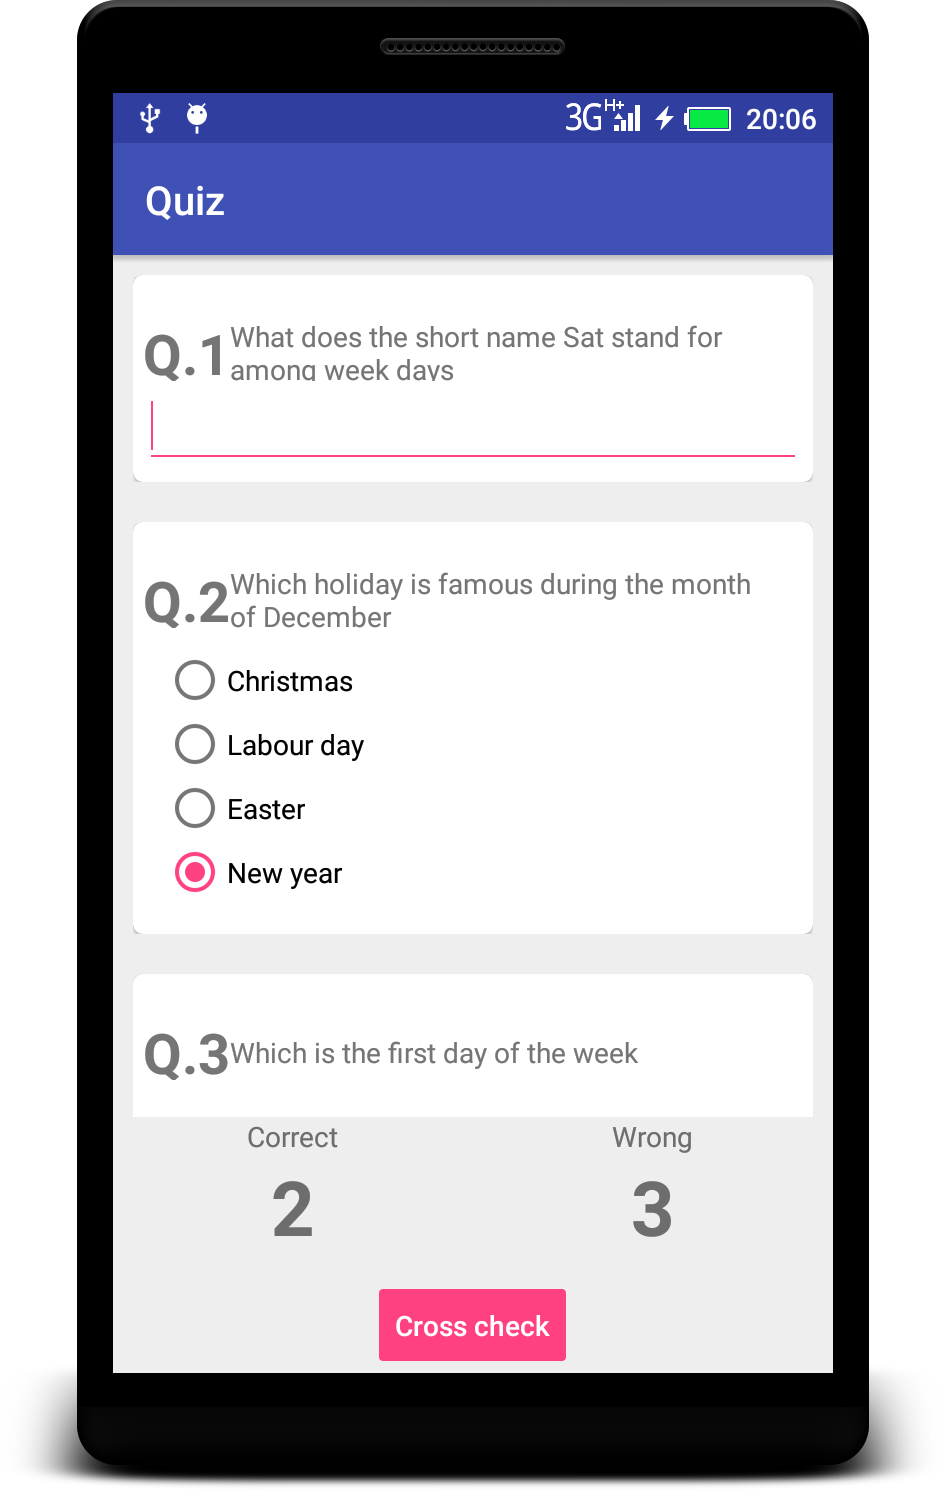 3G H+ 20:06
Quiz
Q.1 What does the short name Sat stand for
among week days
Q.2 Which holiday is famous during the month
of December
Christmas
Labour day
Easter
New year
Q.3 Which is the first day of the week
Correct Wrong
2 3
Cross check